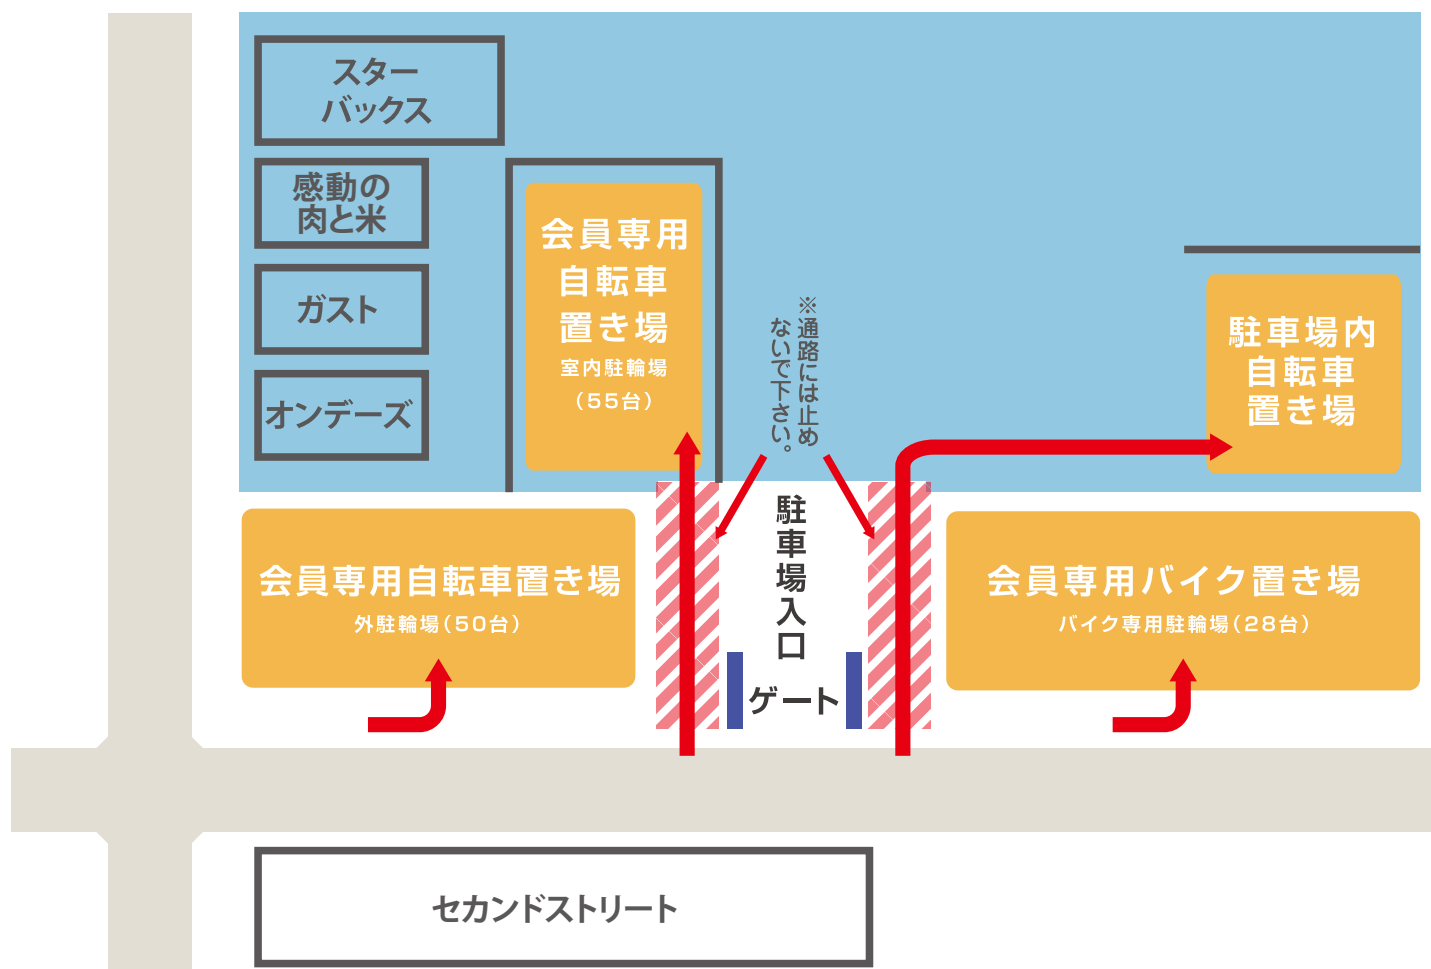 スター
バックス
感動の
肉と米
ガスト
オンデーズ
会員専用
自転車
置き場
室内駐輪場
（55台）
※通路には止め
ないで下さい。
駐車場内
自転車
置き場
会員専用自転車置き場
外駐輪場（50台）
駐車場入口
ゲート
会員専用バイク置き場
バイク専用駐輪場（28台）
セカンドストリート